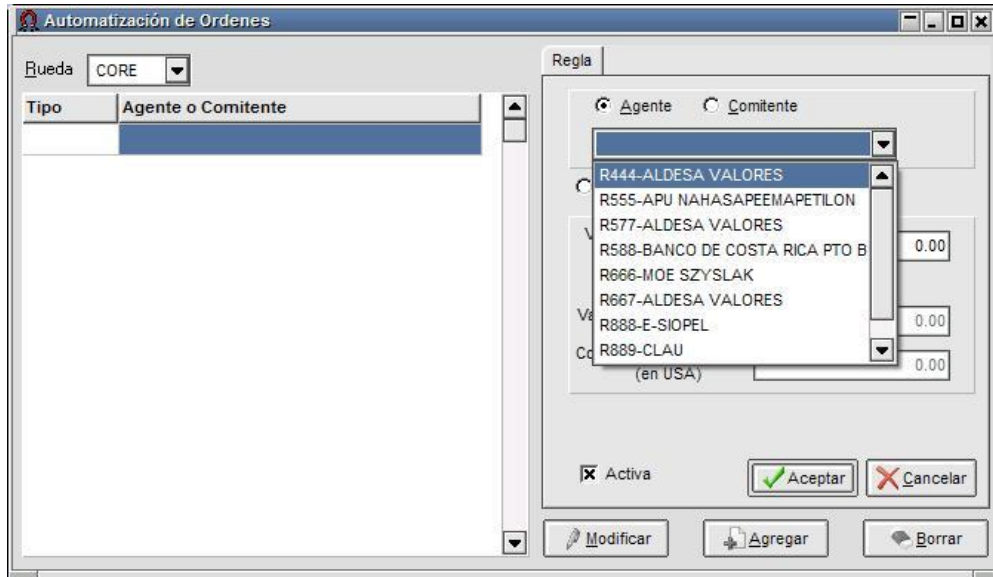 Automatización de Ordenes
Rueda CORE
Tipo Agente o Comitente
Regla
Agente Comitente
R444-ALDESA VALORES
R555-APU NAHASAPEEMAPETILON
R577-ALDESA VALORES
R588-BANCO DE COSTA RICA PTO B
R666-MOE SZYSLAK
R667-ALDESA VALORES
R888-E-SIOPEL
R889-CLAU
0.00
0.00
(en USA) 0.00
Activa
Aceptar Cancelar
Modificar Agregar Borrar